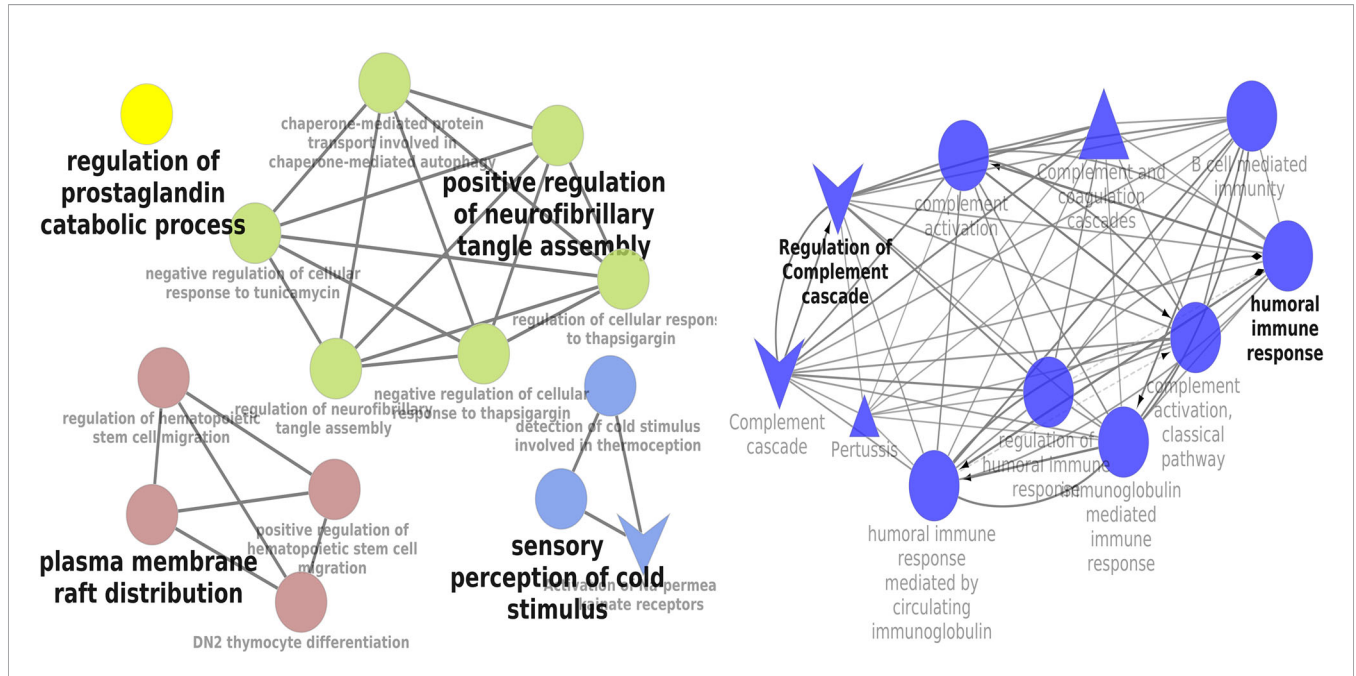 regulation of
prostaglandin
catabolic process
chaperone-mediated protein
transport involved in
chaperone-mediated autophagy
positive regulation
of neurofibrillary
tangle assembly
negative regulation of cellular
response to tunicamycin
regulation of cellular respons
to thapsigargin
negative regulation of cellular
response to thapsigargin
regulation of neurofibrillary
tangle assembly
regulation of hematopoietic
stem cell migration
detection of cold stimulus
involved in thermoception
positive regulation of
hematopoietic stem cell
migration
plasma membrane
raft distribution
DN2 thymocyte differentiation
sensory
perception of cold
stimulus
Activation of Na-permea
kainate receptors
Complement and
coagulation
cascades
B cell mediated
immunity
complement
activation
Regulation of
Complement
cascade
humoral
immune
response
complement
activation,
classical
pathway
Complement
cascade
Pertussis
regulation of
humoral immune
response
immunoglobulin
mediated
immune
response
humoral immune
response
mediated by
circulating
immunoglobulin